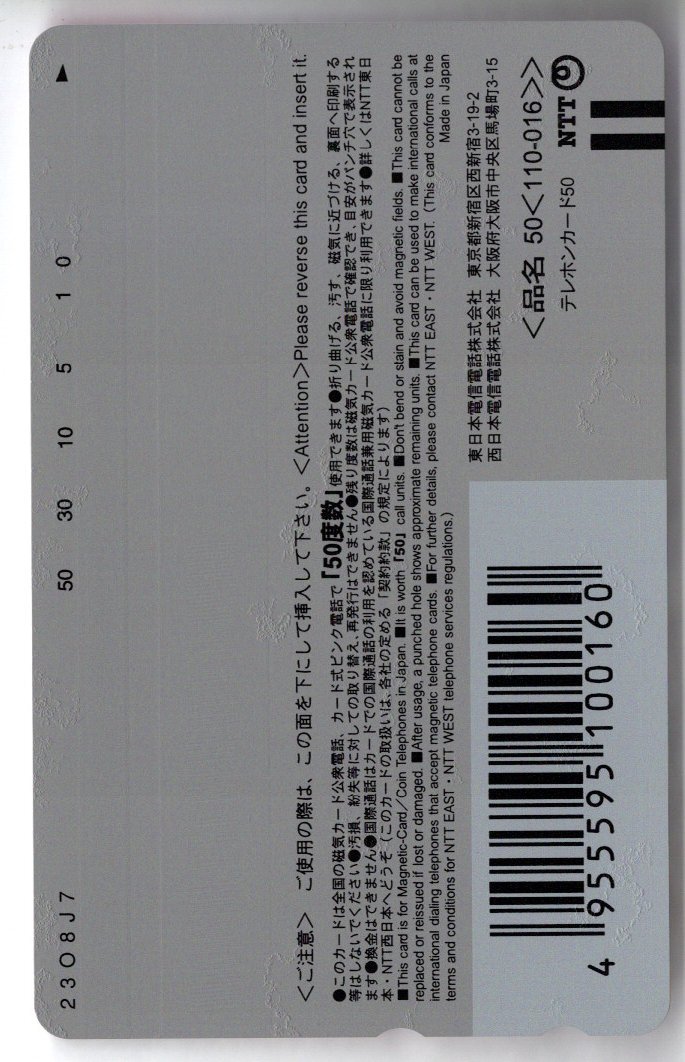 23O8J7
50 30 10 5 1 0
<ご注意> ご使用の際は、この面を下にして挿入して下さい。<Attention>Please reverse this card and insert it.
●このカードは全国の磁気カード公衆電話、カード式ピンク電話で「50度数」使用できます●折り曲げる、汚す、磁気に近づける、裏面へ印刷する
等はしないでください●汚損、紛失等に対しての取り替え、再発行はできません●残り度数は磁気カード公衆電話で確認でき、目安がパンチ穴で表示され
ます●換金はできません●国際通話はカードでの国際通話の利用を認めている国際通話兼用磁気カード公衆電話に限り利用できます●詳しくはNTT東日
本・NTT西日本へどうぞ(このカードの取扱いは、各社の定める「契約約款」の規定によります)
■This card is for Magnetic-Card/Coin Telephones in Japan. ■It is worth「50」call units. ■Don't bend or stain and avoid magnetic fields. ■This card cannot be
replaced or reissued if lost or damaged. ■After usage, a punched hole shows approximate remaining units. ■This card can be used to make international calls at
international dialing telephones that accept magnetic telephone cards. ■For further details, please contact NTT EAST・NTT WEST. (This card conforms to the
terms and conditions for NTT EAST・NTT WEST telephone services regulations.)
Made in Japan
東日本電信電話株式会社 東京都新宿区西新宿3-19-2
西日本電信電話株式会社 大阪府大阪市中央区馬場町3-15
<品名 50<110-016>>
テレホンカード50 NTT
4 955595 100160